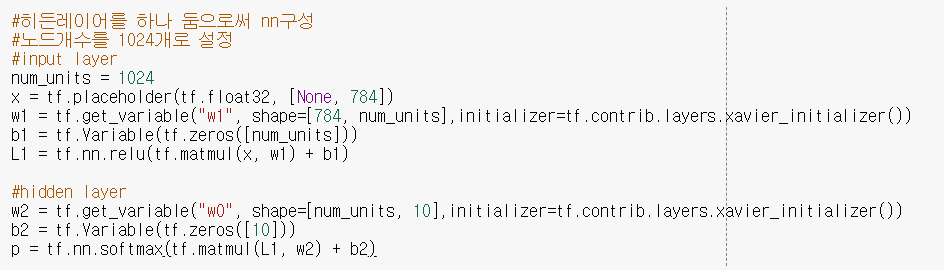 #히든레이어를 하나 둠으로써 nn구성
#노드개수를 1024개로 설정
#input layer
num_units = 1024
x = tf.placeholder(tf.float32, [None, 784])
w1 = tf.get_variable("w1", shape=[784, num_units],initializer=tf.contrib.layers.xavier_initializer())
b1 = tf.Variable(tf.zeros([num_units]))
L1 = tf.nn.relu(tf.matmul(x, w1) + b1)

#hidden layer
w2 = tf.get_variable("w0", shape=[num_units, 10],initializer=tf.contrib.layers.xavier_initializer())
b2 = tf.Variable(tf.zeros([10]))
p = tf.nn.softmax(tf.matmul(L1, w2) + b2)